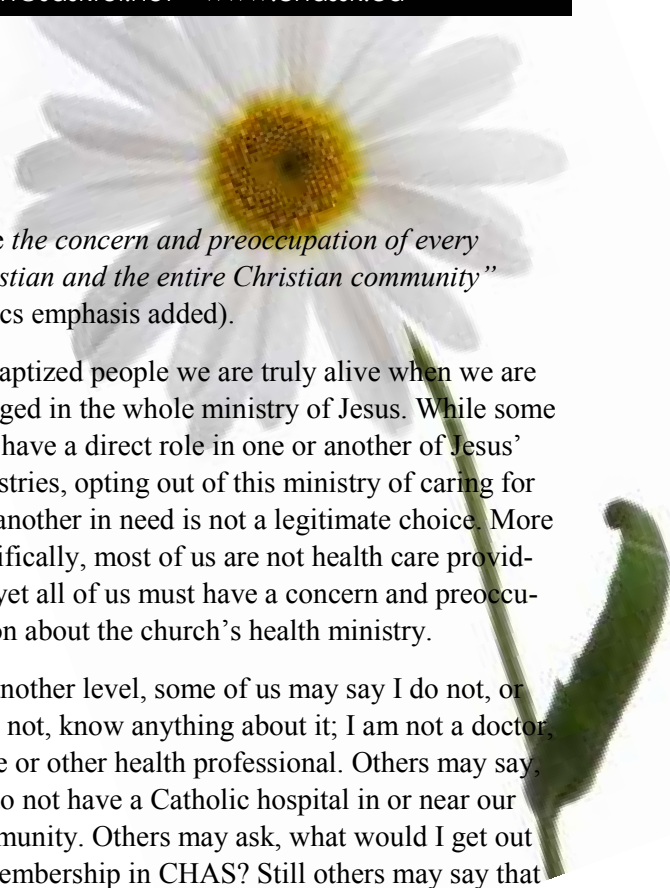 the concern and preoccupation of every
stian and the entire Christian community”
cs emphasis added).
aptized people we are truly alive when we are
ged in the whole ministry of Jesus. While some
have a direct role in one or another of Jesus’
stries, opting out of this ministry of caring for
another in need is not a legitimate choice. More
ifically, most of us are not health care provid-
yet all of us must have a concern and preoccu-
on about the church’s health ministry.
nother level, some of us may say I do not, or
not, know anything about it; I am not a doctor,
e or other health professional. Others may say,
o not have a Catholic hospital in or near our
munity. Others may ask, what would I get out
embership in CHAS? Still others may say that